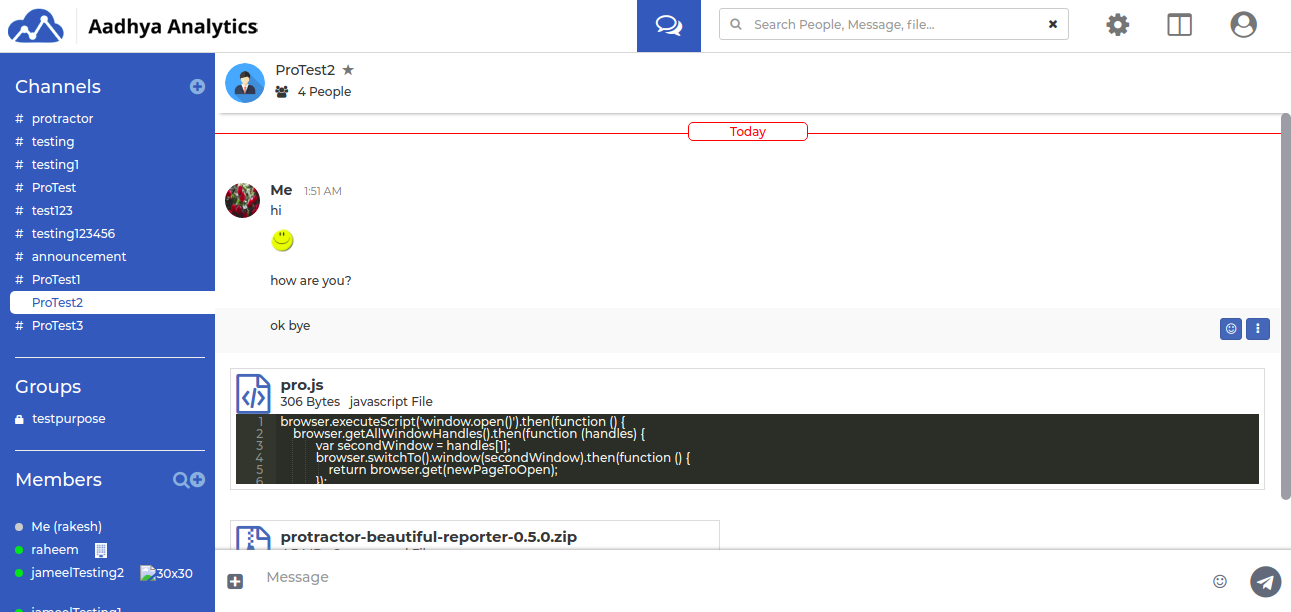 Aadhya Analytics
Search People, Message, file...
Channels
# protractor
# testing
# testing1
# ProTest
# test123
# testing123456
# announcement
# ProTest1
ProTest2
# ProTest3
Groups
testpurpose
Members
Me (rakesh)
raheem
jameelTesting2 30x30
jameelTesting1
ProTest2
4 People
Today
Me 1:51 AM
hi
how are you?
ok bye
pro.js
306 Bytes javascript File
1 browser.executeScript('window.open()').then(function () {
2 browser.getAllWindowHandles().then(function (handles) {
3 var secondWindow = handles[1];
4 browser.switchTo().window(secondWindow).then(function () {
5 return browser.get(newPageToOpen);
6 });
protractor-beautiful-reporter-0.5.0.zip
Message